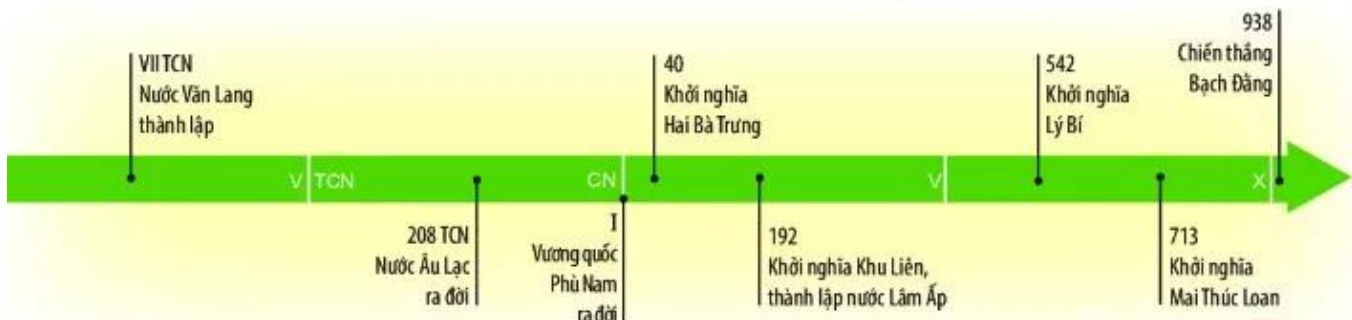 VII TCN
Nước Văn Lang
thành lập
40
Khởi nghĩa
Hai Bà Trưng
542
Khởi nghĩa
Lý Bí
938
Chiến thắng
Bạch Đằng
V TCN
CN
V
X
208 TCN
Nước Âu Lạc
ra đời
I
Vương quốc
Phù Nam
ra đời
192
Khởi nghĩa Khu Liên,
thành lập nước Lâm Ấp
713
Khởi nghĩa
Mai Thúc Loan